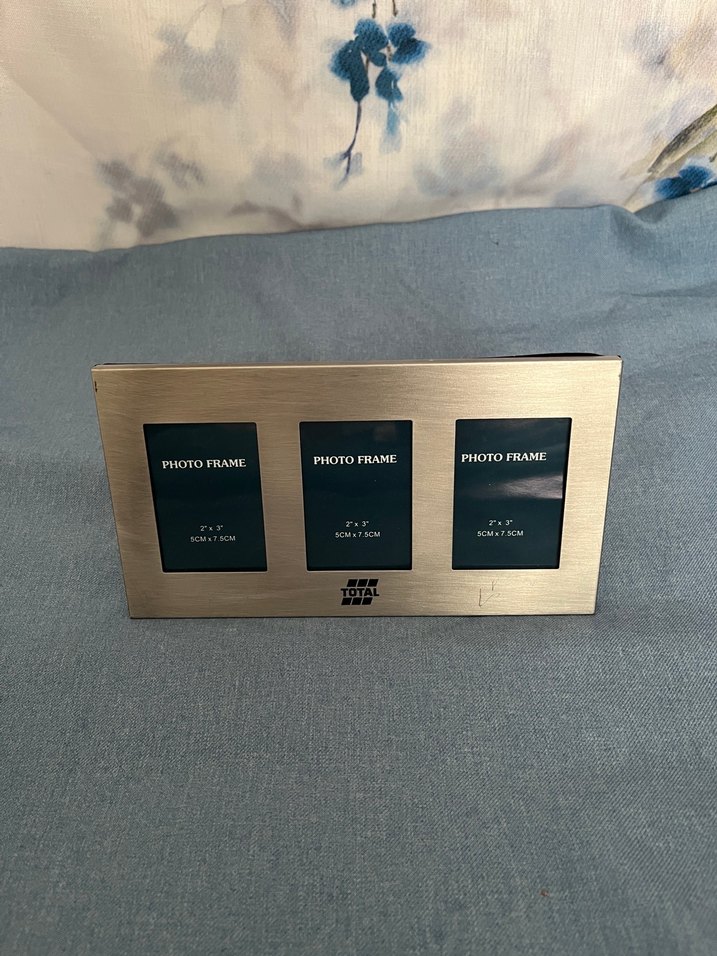 PHOTO FRAME
2" x 3"
5CM x 7.5CM
PHOTO FRAME
2" x 3"
5CM x 7.5CM
PHOTO FRAME
2" x 3"
5CM x 7.5CM
TOTAL